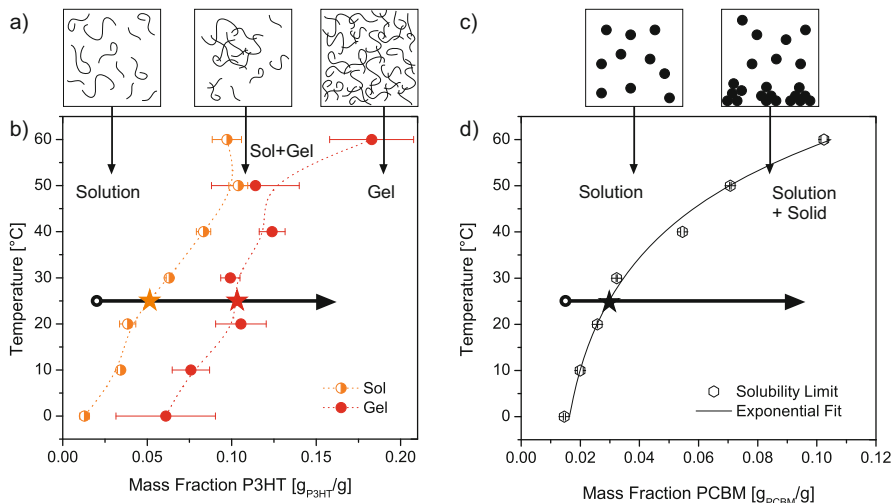 a)
c)
b)
60
50
40
30
20
10
0
Temperature [°C]
Solution
Sol+Gel
Gel
Sol
Gel
0.00
0.05
0.10
0.15
0.20
Mass Fraction P3HT [gP3HT/g]
d)
60
50
40
30
20
10
0
Temperature [°C]
Solution
Solution
+ Solid
Solubility Limit
Exponential Fit
0.00
0.02
0.04
0.06
0.08
0.10
0.12
Mass Fraction PCBM [gPCBM/g]